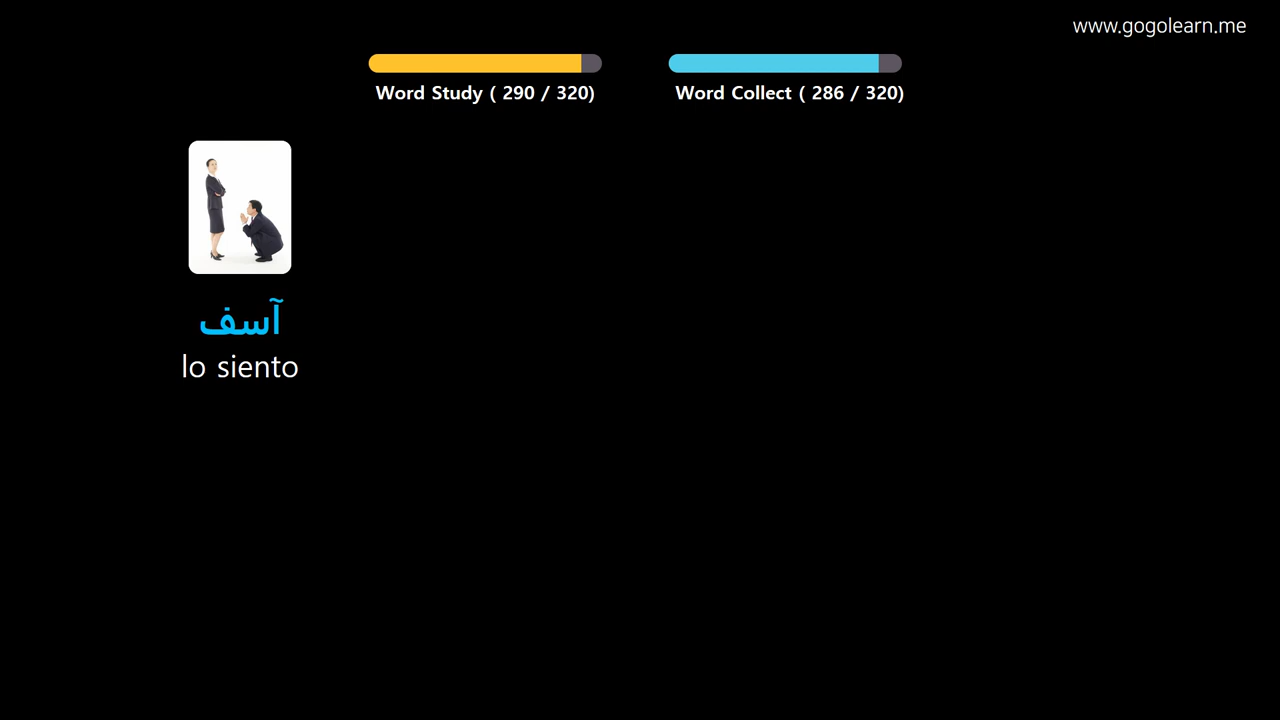 www.gogolearn.me
Word Study ( 290 / 320)
Word Collect ( 286 / 320)
آسف
lo siento